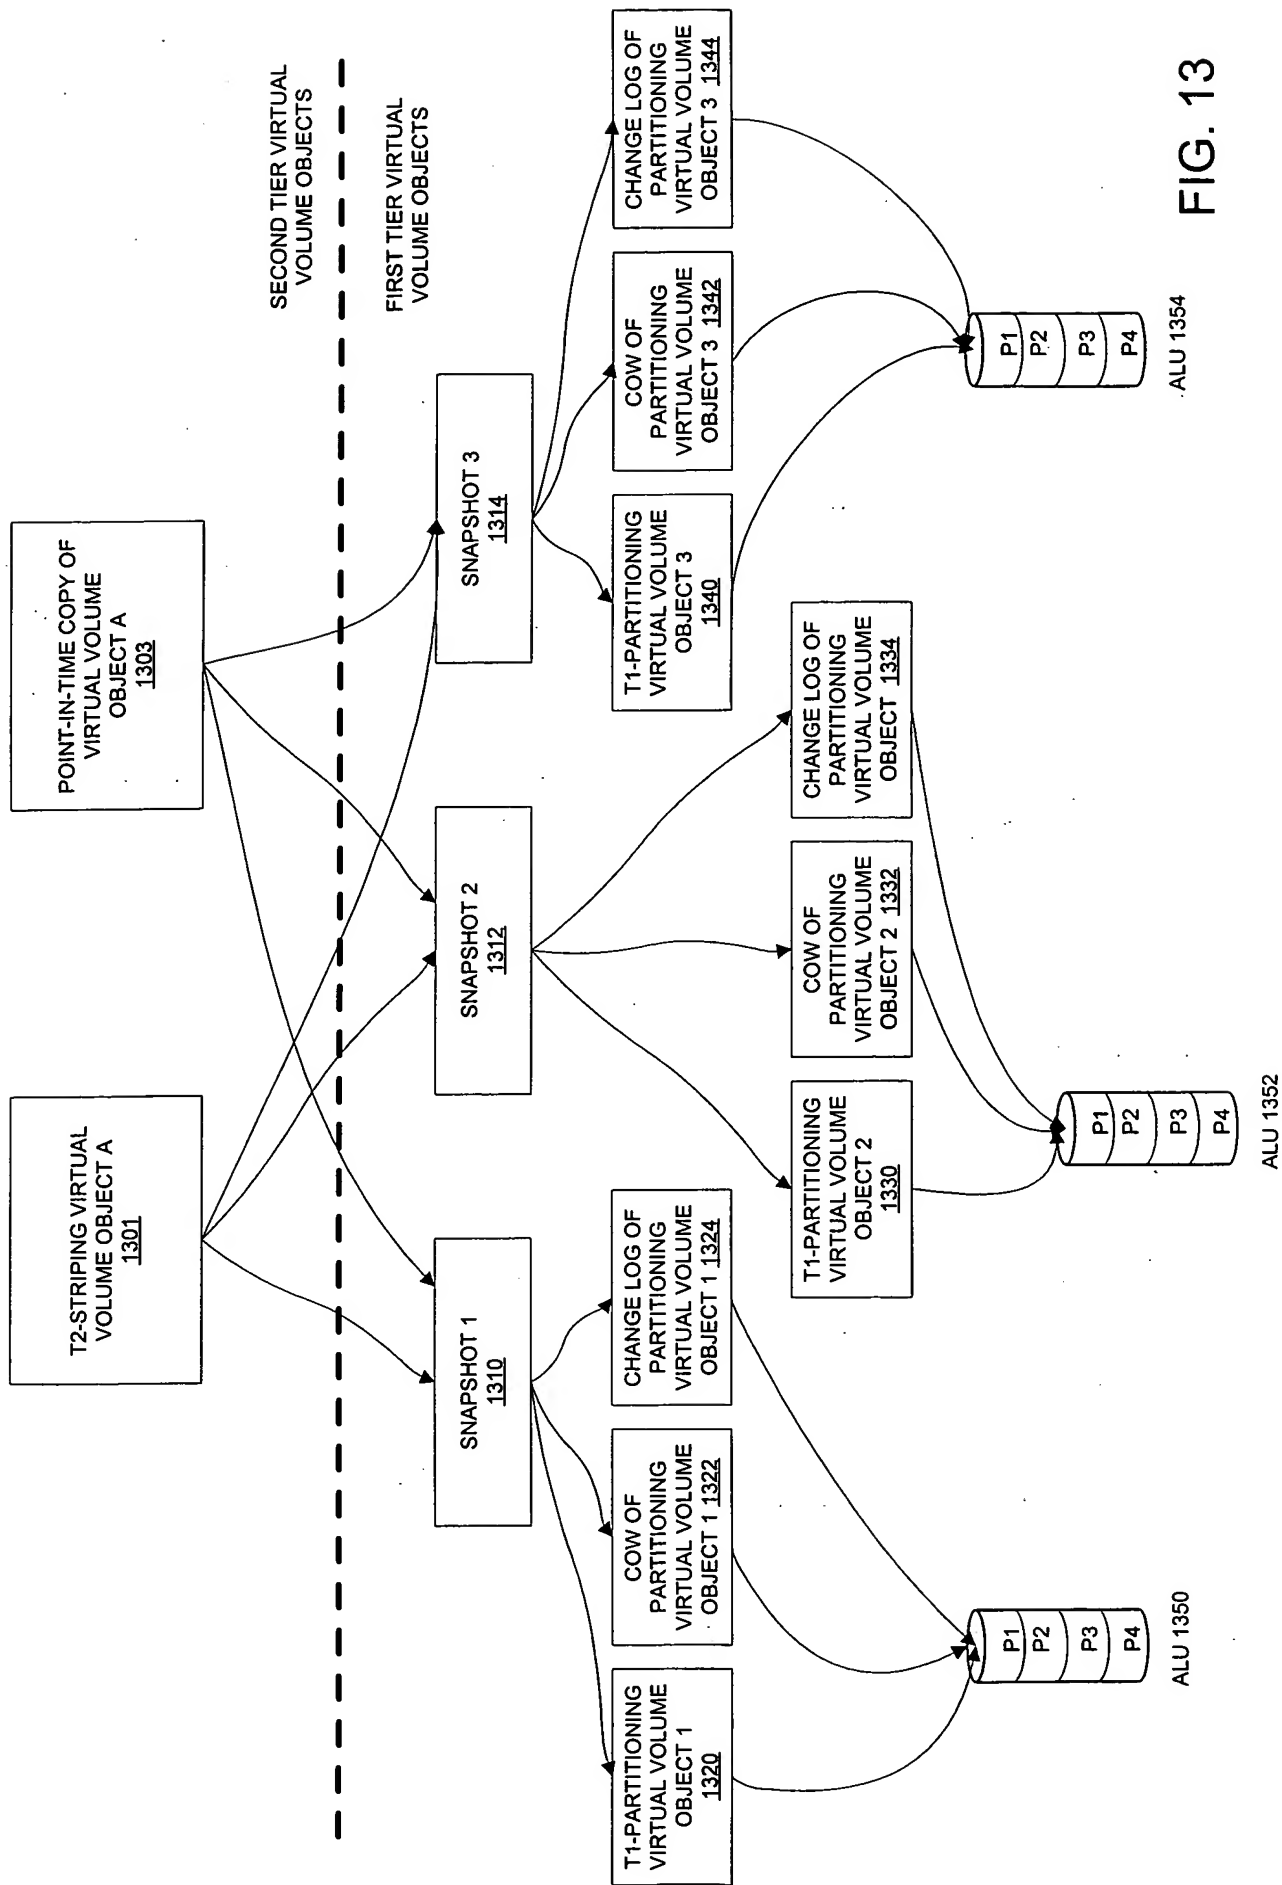 T2-STRIPING VIRTUAL
VOLUME OBJECT A
1301
POINT-IN-TIME COPY OF
VIRTUAL VOLUME
OBJECT A
1303
SECOND TIER VIRTUAL
VOLUME OBJECTS
FIRST TIER VIRTUAL
VOLUME OBJECTS
SNAPSHOT 1
1310
SNAPSHOT 2
1312
SNAPSHOT 3
1314
T1-PARTITIONING
VIRTUAL VOLUME
OBJECT 1
1320
COW OF
PARTITIONING
VIRTUAL VOLUME
OBJECT 1 1322
CHANGE LOG OF
PARTITIONING
VIRTUAL VOLUME
OBJECT 1 1324
T1-PARTITIONING
VIRTUAL VOLUME
OBJECT 2
1330
COW OF
PARTITIONING
VIRTUAL VOLUME
OBJECT 2 1332
CHANGE LOG OF
PARTITIONING
VIRTUAL VOLUME
OBJECT 1334
T1-PARTITIONING
VIRTUAL VOLUME
OBJECT 3
1340
COW OF
PARTITIONING
VIRTUAL VOLUME
OBJECT 3 1342
CHANGE LOG OF
PARTITIONING
VIRTUAL VOLUME
OBJECT 3 1344
P1
P2
P3
P4
ALU 1350
P1
P2
P3
P4
ALU 1352
P1
P2
P3
P4
ALU 1354
FIG. 13